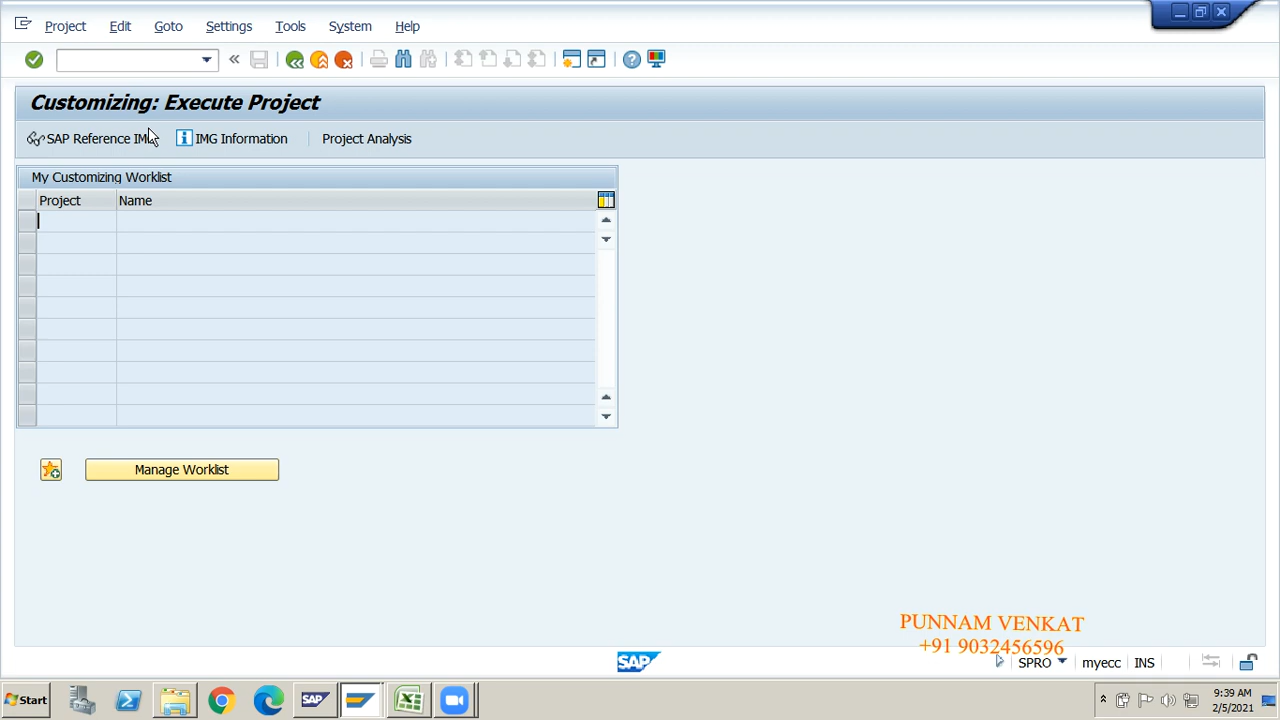 Project Edit Goto Settings Tools System Help
Customizing: Execute Project
SAP Reference IMG IMG Information Project Analysis
My Customizing Worklist
Project Name
Manage Worklist
PUNNAM VENKAT
+91 9032456596
SAP
SPRO myecc INS
Start SAP 9:39 AM
2/5/2021